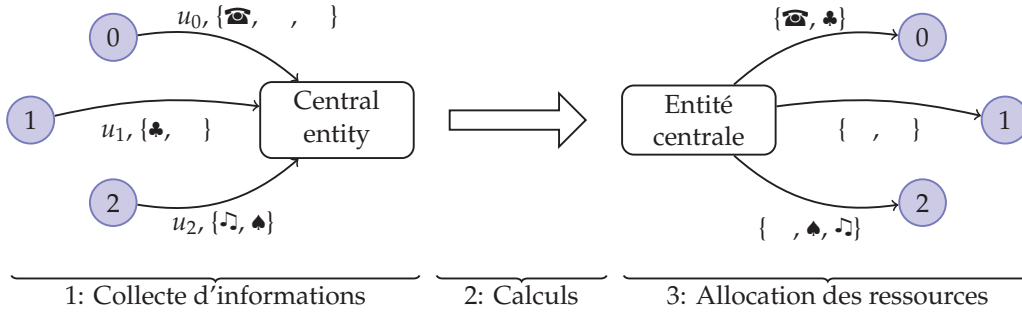 0
u₀, {☎, , }
1
u₁, {♣, }
2
u₂, {♫, ♠}
Central
entity
Entité
centrale
{☎, ♣}
0
{ , }
1
{ , ♠, ♫}
2
1: Collecte d'informations
2: Calculs
3: Allocation des ressources